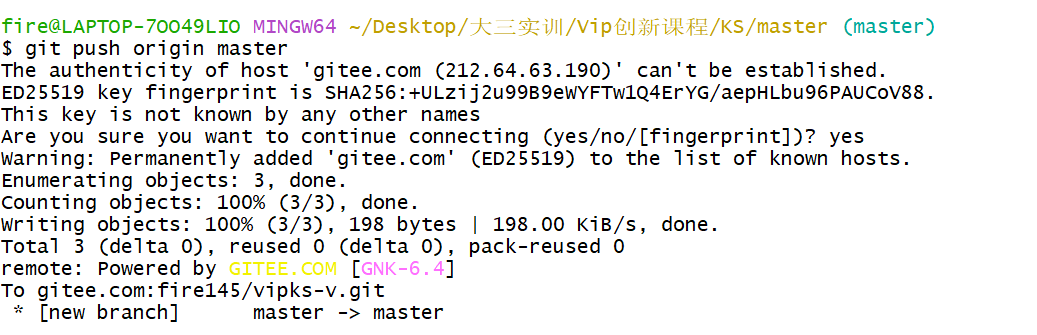 fire@LAPTOP-7OO49LIO MINGW64 ~/Desktop/大三实训/Vip创新课程/KS/master (master)
$ git push origin master
The authenticity of host 'gitee.com (212.64.63.190)' can't be established.
ED25519 key fingerprint is SHA256:+ULzij2u99B9eWYFTw1Q4ErYG/aepHLbu96PAUCoV88.
This key is not known by any other names
Are you sure you want to continue connecting (yes/no/[fingerprint])? yes
Warning: Permanently added 'gitee.com' (ED25519) to the list of known hosts.
Enumerating objects: 3, done.
Counting objects: 100% (3/3), done.
Writing objects: 100% (3/3), 198 bytes | 198.00 KiB/s, done.
Total 3 (delta 0), reused 0 (delta 0), pack-reused 0
remote: Powered by GITEE.COM [GNK-6.4]
To gitee.com:fire145/vipks-v.git
 * [new branch]      master -> master